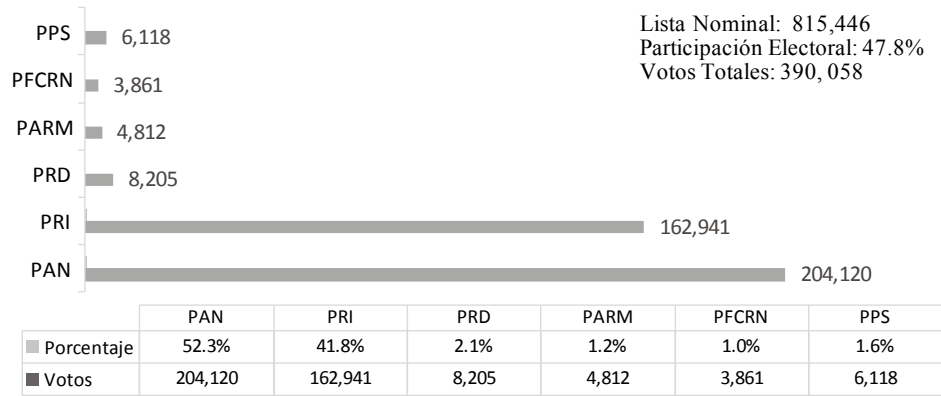 Lista Nominal: 815,446
Participación Electoral: 47.8%
Votos Totales: 390, 058
PPS 6,118
PFCRN 3,861
PARM 4,812
PRD 8,205
PRI 162,941
PAN 204,120
PAN PRI PRD PARM PFCRN PPS
Porcentaje 52.3% 41.8% 2.1% 1.2% 1.0% 1.6%
Votos 204,120 162,941 8,205 4,812 3,861 6,118